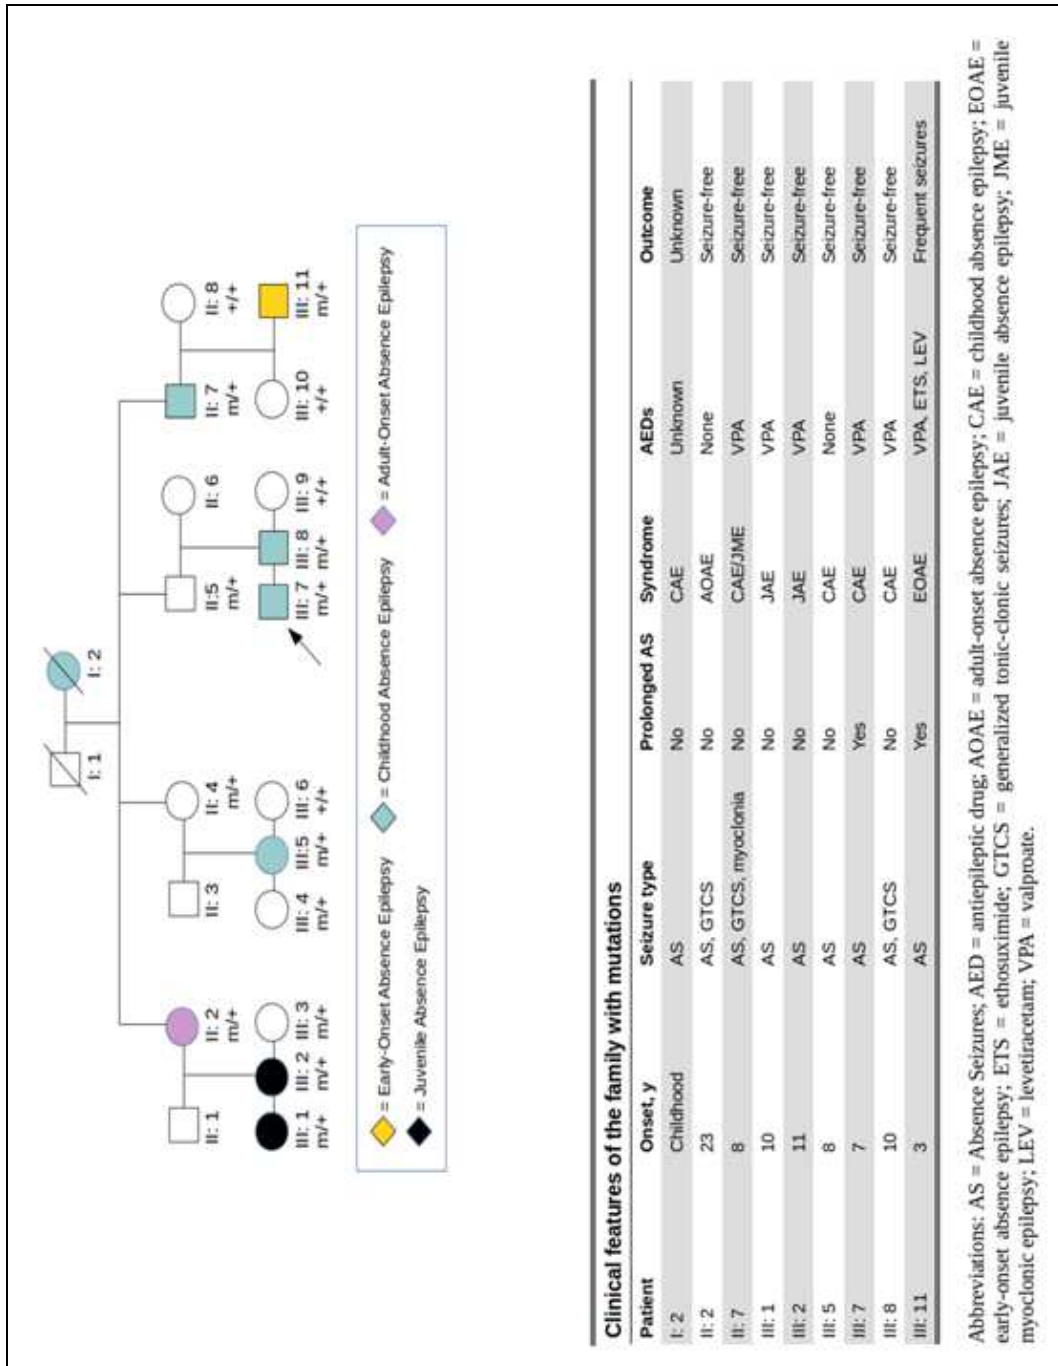 I: 1
I: 2
II: 1
II: 2
m/+
II: 3
II: 4
m/+
II:5
m/+
II: 6
II: 7
m/+
II: 8
+/+
III: 1
m/+
III: 2
m/+
III: 3
m/+
III: 4
m/+
III:5
m/+
III: 6
+/+
III: 7
m/+
III: 8
m/+
III: 9
+/+
III: 10
+/+
III: 11
m/+
= Early-Onset Absence Epilepsy
= Childhood Absence Epilepsy
= Adult-Onset Absence Epilepsy
= Juvenile Absence Epilepsy
Clinical features of the family with mutations
Patient Onset, y Seizure type Prolonged AS Syndrome AEDs Outcome
I: 2 Childhood AS No CAE Unknown Unknown
II: 2 23 AS, GTCS No AOAE None Seizure-free
II: 7 8 AS, GTCS, myoclonia No CAE/JME VPA Seizure-free
III: 1 10 AS No JAE VPA Seizure-free
III: 2 11 AS No JAE VPA Seizure-free
III: 5 8 AS No CAE None Seizure-free
III: 7 7 AS Yes CAE VPA Seizure-free
III: 8 10 AS, GTCS No CAE VPA Seizure-free
III: 11 3 AS Yes EOAE VPA, ETS, LEV Frequent seizures
Abbreviations: AS = Absence Seizures; AED = antiepileptic drug; AOAE = adult-onset absence epilepsy; CAE = childhood absence epilepsy; EOAE =
early-onset absence epilepsy; ETS = ethosuximide; GTCS = generalized tonic-clonic seizures; JAE = juvenile absence epilepsy; JME = juvenile
myoclonic epilepsy; LEV = levetiracetam; VPA = valproate.